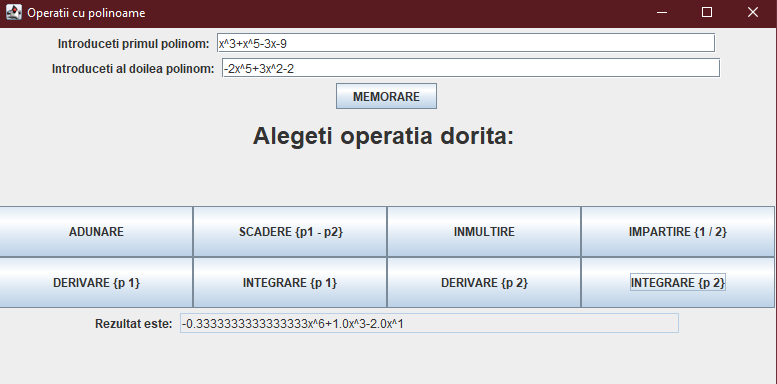 Operatii cu polinoame
Introduceti primul polinom: x^3+x^5-3x-9
Introduceti al doilea polinom: -2x^5+3x^2-2
MEMORARE
Alegeti operatia dorita:
ADUNARE SCADERE {p1 - p2} INMULTIRE IMPARTIRE {1 / 2}
DERIVARE {p 1} INTEGRARE {p 1} DERIVARE {p 2} INTEGRARE {p 2}
Rezultat este: -0.3333333333333333x^6+1.0x^3-2.0x^1